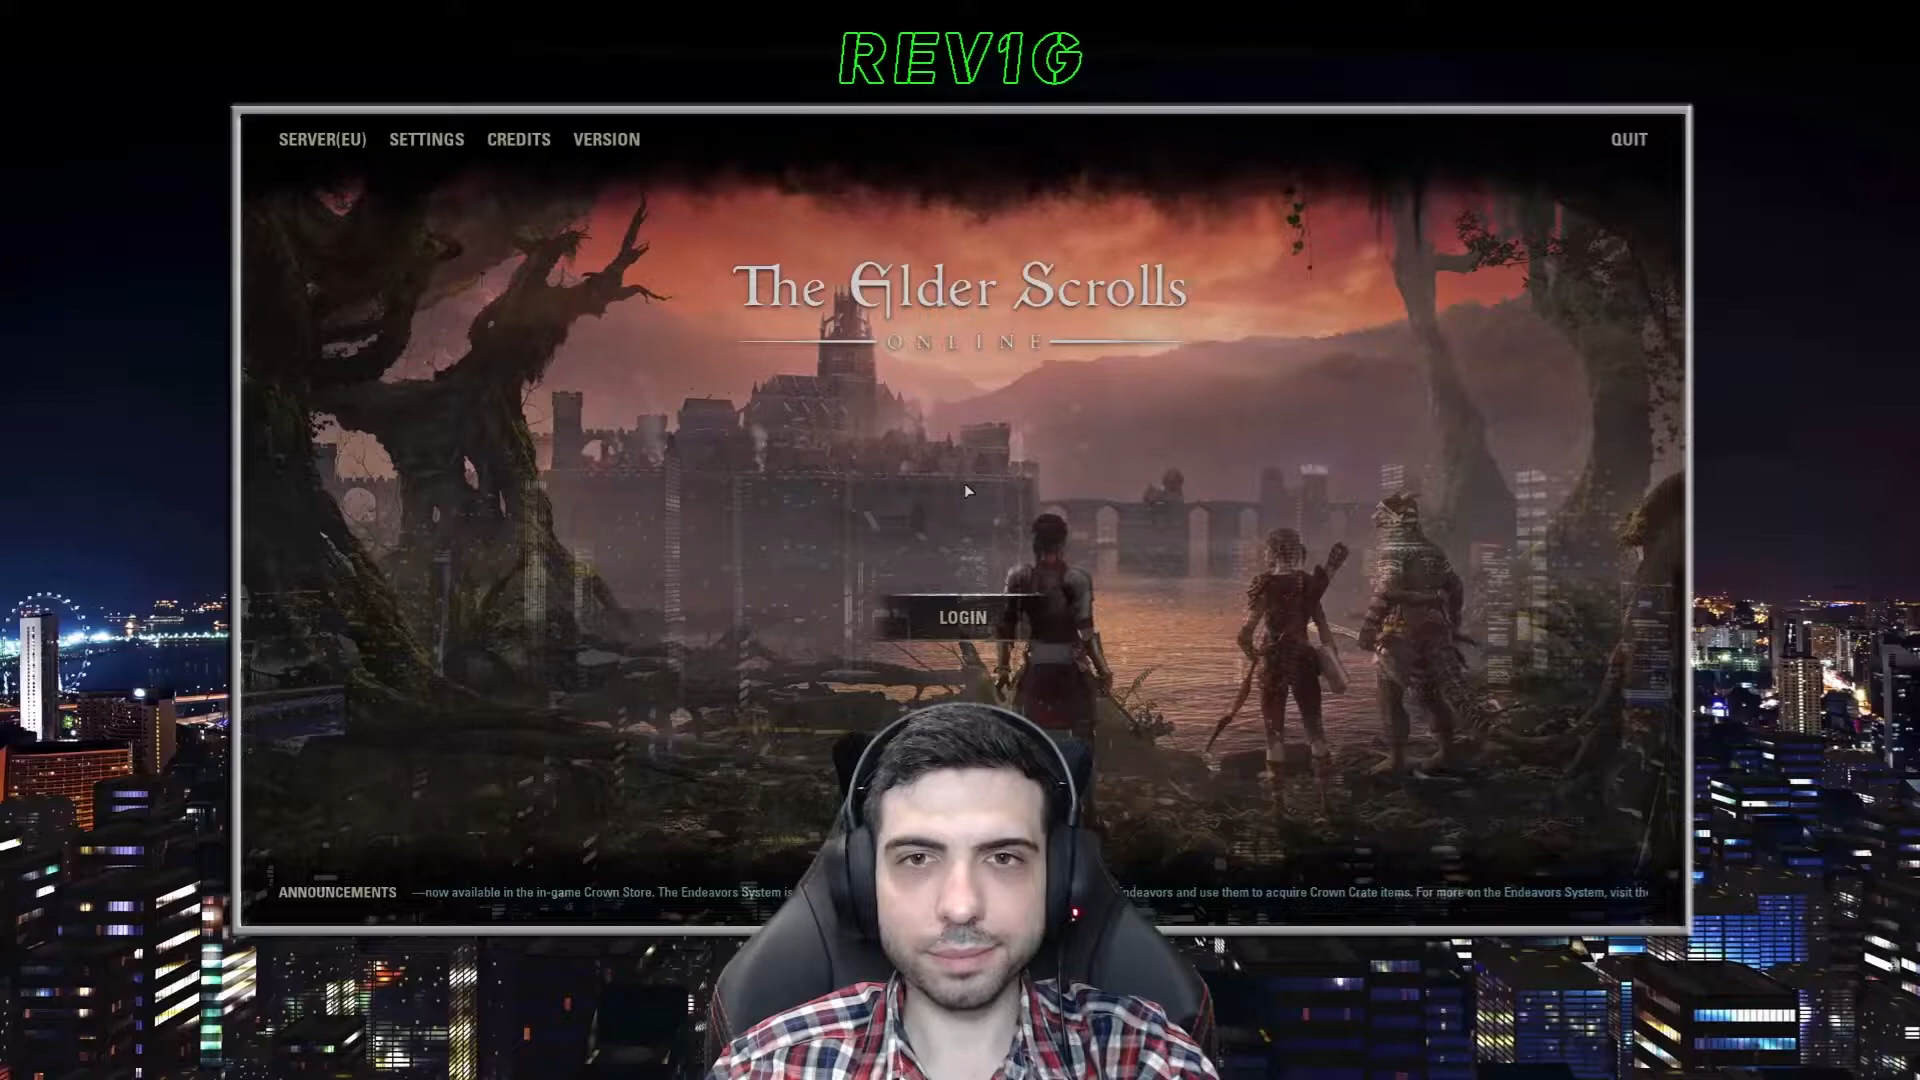 REV1G
SERVER(EU) SETTINGS CREDITS VERSION QUIT
The Elder Scrolls
ONLINE
LOGIN
ANNOUNCEMENTS —now available in the in-game Crown Store. The Endeavors System is ndeavors and use them to acquire Crown Crate items. For more on the Endeavors System, visit the